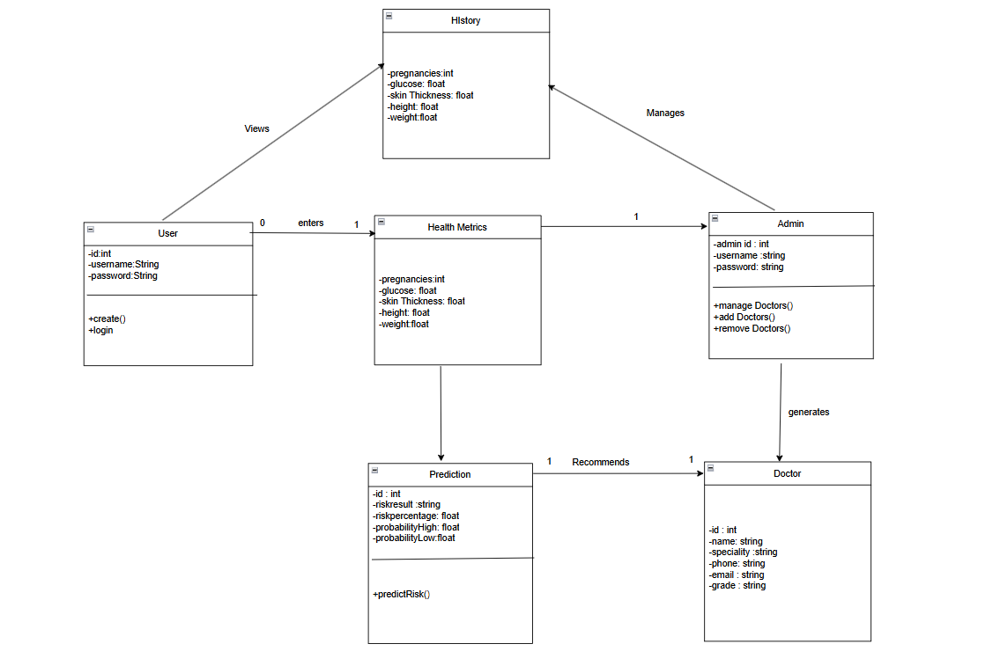 HIstory
-pregnancies:int
-glucose: float
-skin Thickness: float
-height: float
-weight:float
Views
Manages
User
-id:int
-username:String
-password:String
+create()
+login
0
enters
1
Health Metrics
-pregnancies:int
-glucose: float
-skin Thickness: float
-height: float
-weight:float
1
Admin
-admin id : int
-username :string
-password: string
+manage Doctors()
+add Doctors()
+remove Doctors()
generates
Prediction
-id : int
-riskresult :string
-riskpercentage: float
-probabilityHigh: float
-probabilityLow:float
+predictRisk()
1
Recommends
1
Doctor
-id : int
-name: string
-speciality :string
-phone: string
-email : string
-grade : string